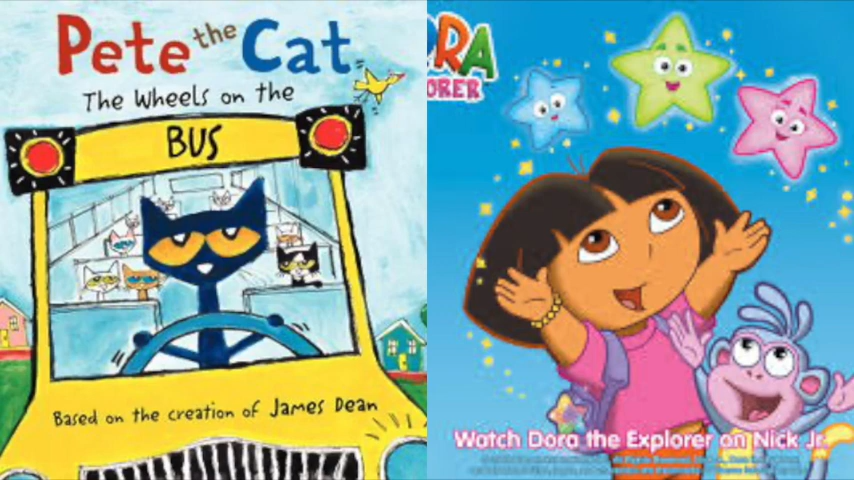 Pete the Cat
The Wheels on the
BUS
Based on the creation of James Dean
RA
ORER
Watch Dora the Explorer on Nick Jr